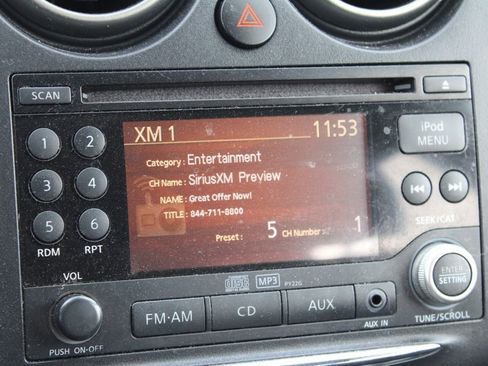 SCAN
XM 1 11:53
Category: Entertainment
CH Name: SiriusXM Preview
NAME: Great Offer Now!
TITLE: 844-711-8800
Preset: 5 CH Number: 1
iPod
MENU
1 2
3 4
5 6
RDM RPT
SEEK/CAT
VOL
PUSH ON-OFF
MP3 PY22G
FM·AM CD AUX
AUX IN
ENTER
SETTING
TUNE/SCROLL